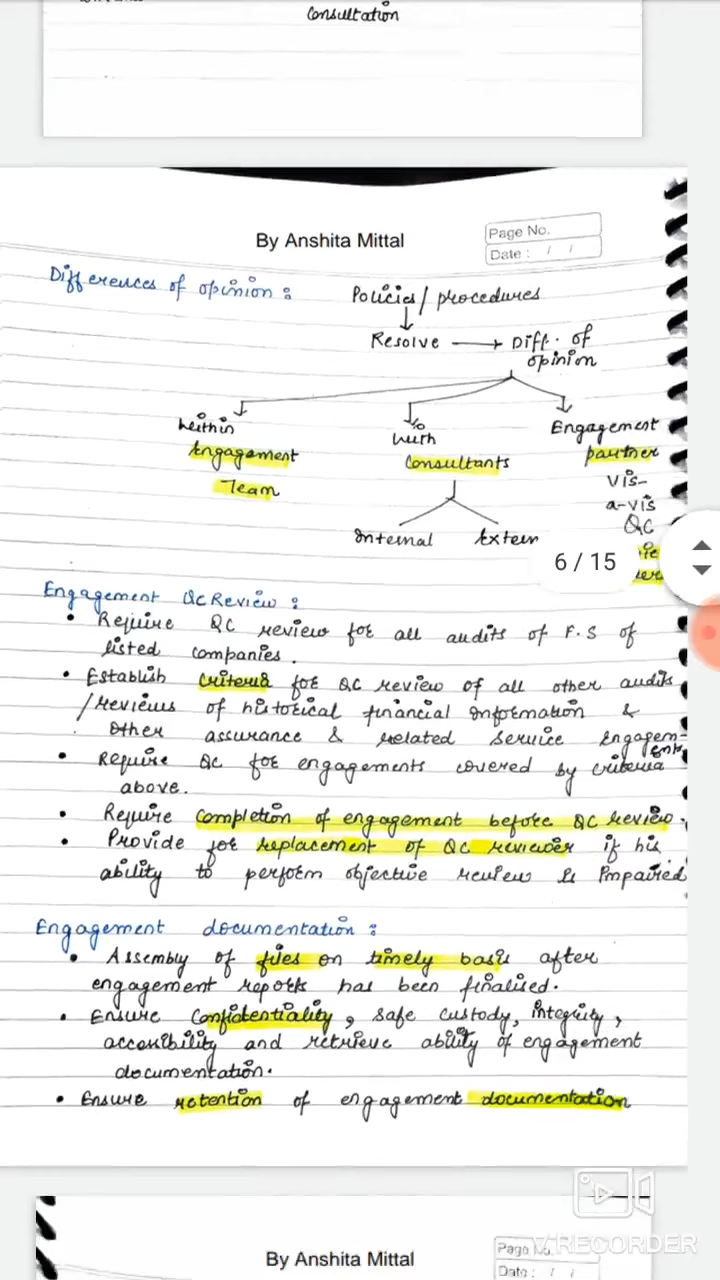 Consultation
By Anshita Mittal
Page No.
Date : / /
Differences of opinion :
Policies / procedures
Resolve → Diff. of opinion
within Engagement Team
with Consultants
Engagement partner vis-a-vis QC
Internal
Extern
6 / 15
Engagement QC Review :
• Require QC review for all audits of F.S of
listed companies.
• Establish criteria for QC review of all other audits
/ reviews of historical financial information &
other assurance & related service engagements
• Require QC for engagements covered by criteria
above.
• Require completion of engagement before QC review.
• Provide for replacement of QC reviewer if his
ability to perform objective review is impaired
Engagement documentation :
• Assembly of files on timely basis after
engagement reports has been finalised.
• Ensure confidentiality, safe custody, integrity,
accessibility and retrieve ability of engagement
documentation.
• Ensure retention of engagement documentation
V RECORDER
By Anshita Mittal
Page No.
Date : / /